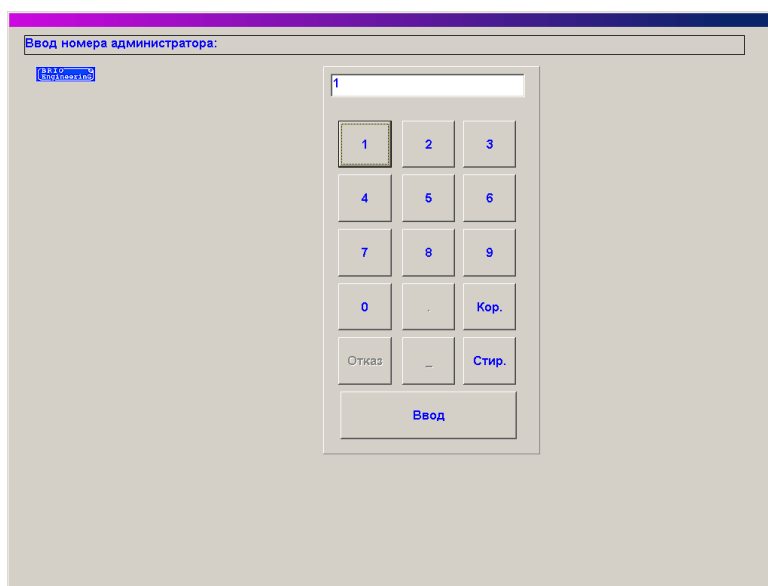 Ввод номера администратора:
BRIO
Engineering
1
1 2 3
4 5 6
7 8 9
0 . Кор.
Отказ _ Стир.
Ввод